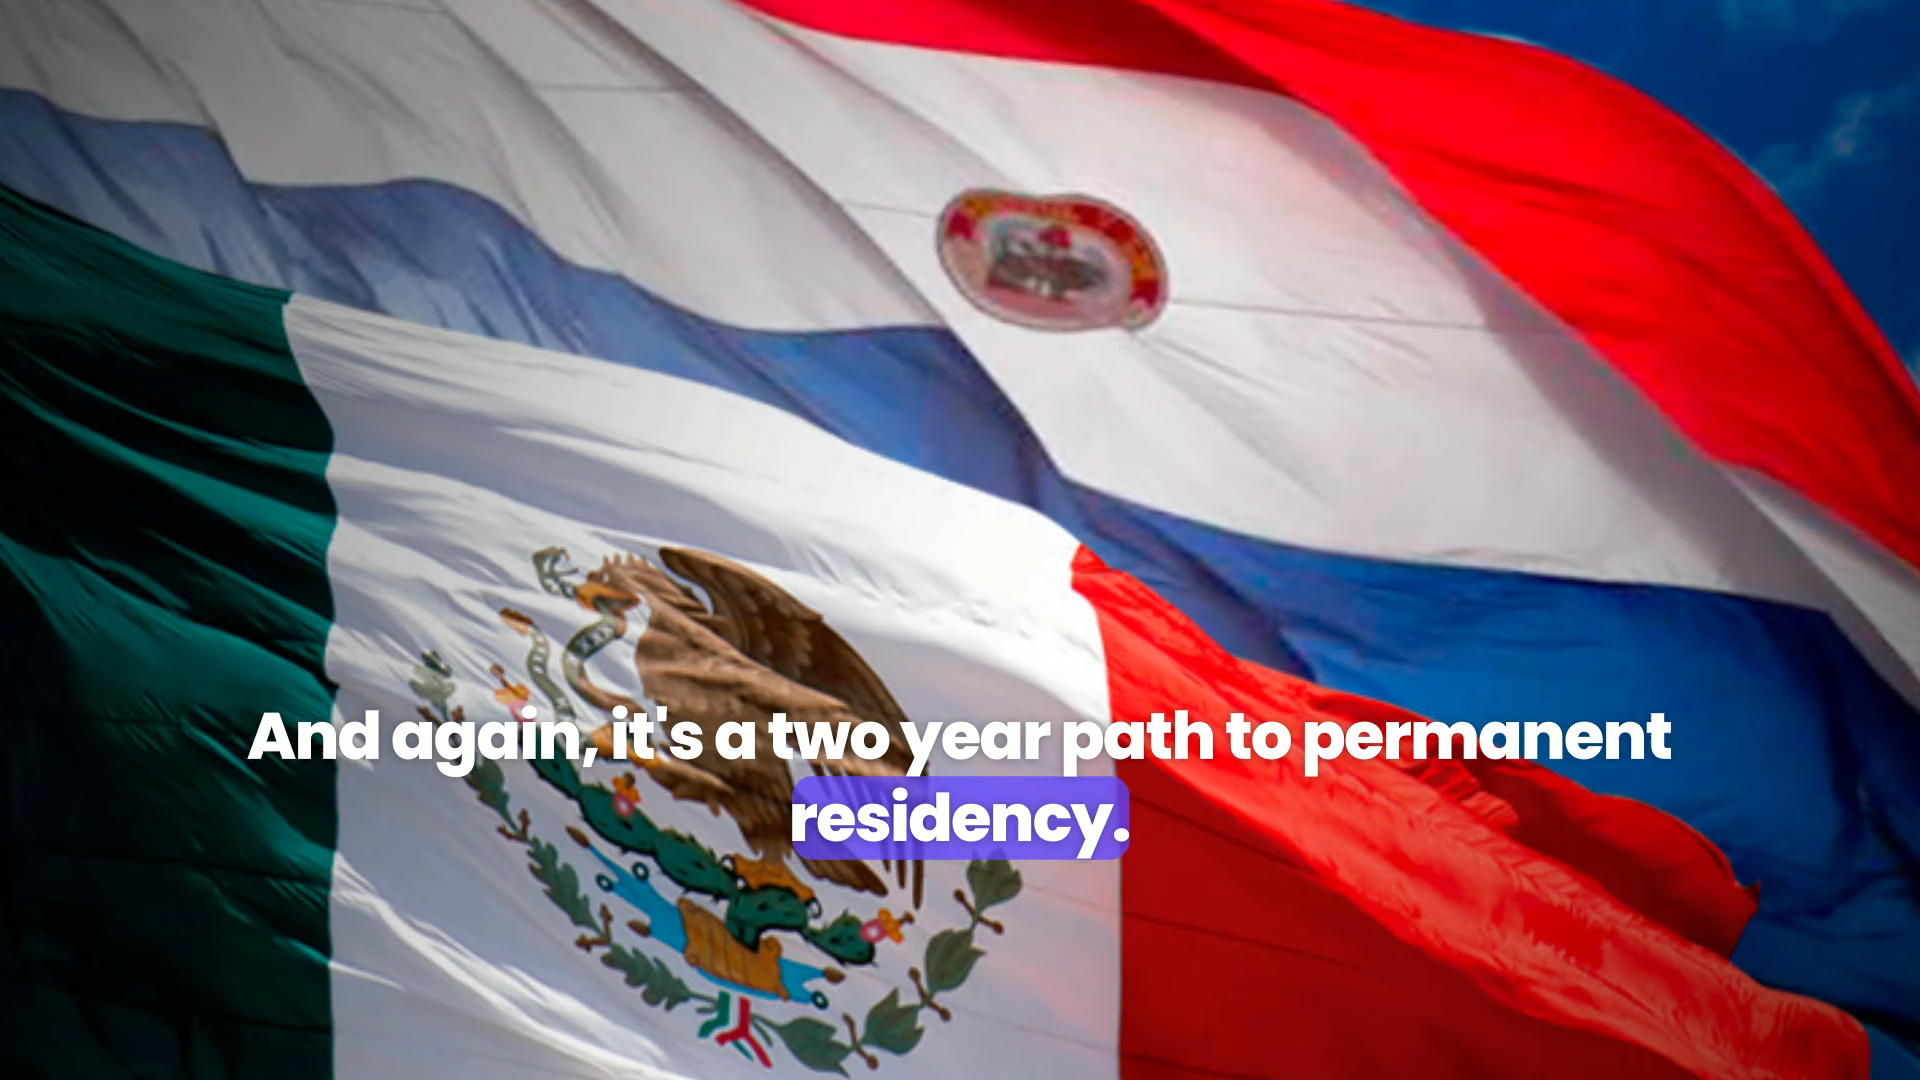 And again, it's a two year path to permanent
residency.